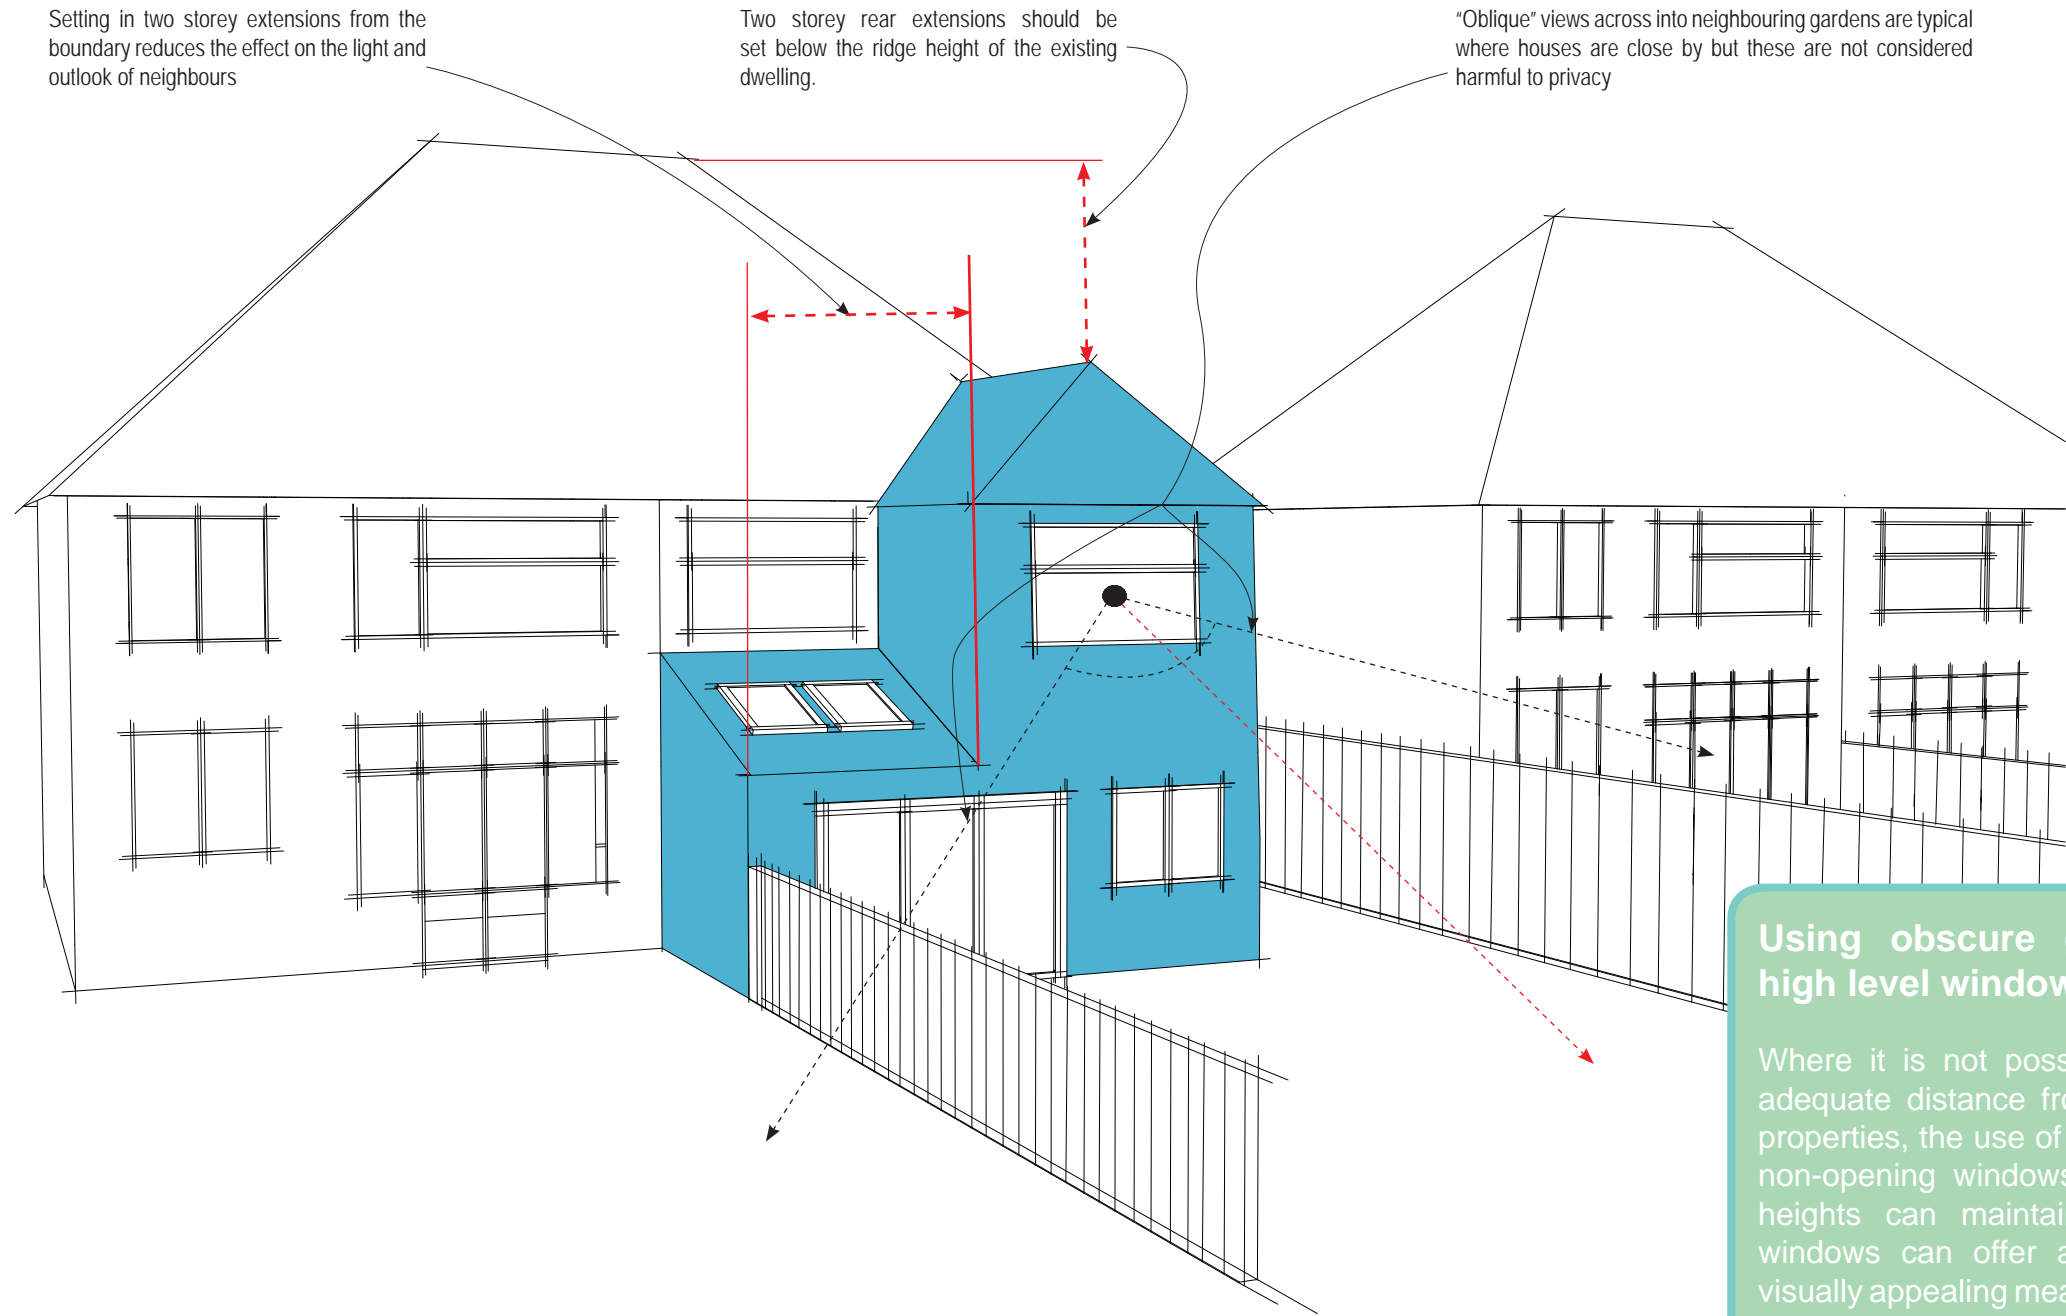 Setting in two storey extensions from the
boundary reduces the effect on the light and
outlook of neighbours
Two storey rear extensions should be
set below the ridge height of the existing
dwelling.
"Oblique" views across into neighbouring gardens are typical
where houses are close by but these are not considered
harmful to privacy
Using obscure
high level window
Where it is not poss
adequate distance fro
properties, the use of
non-opening windows
heights can maintai
windows can offer a
visually appealing mea